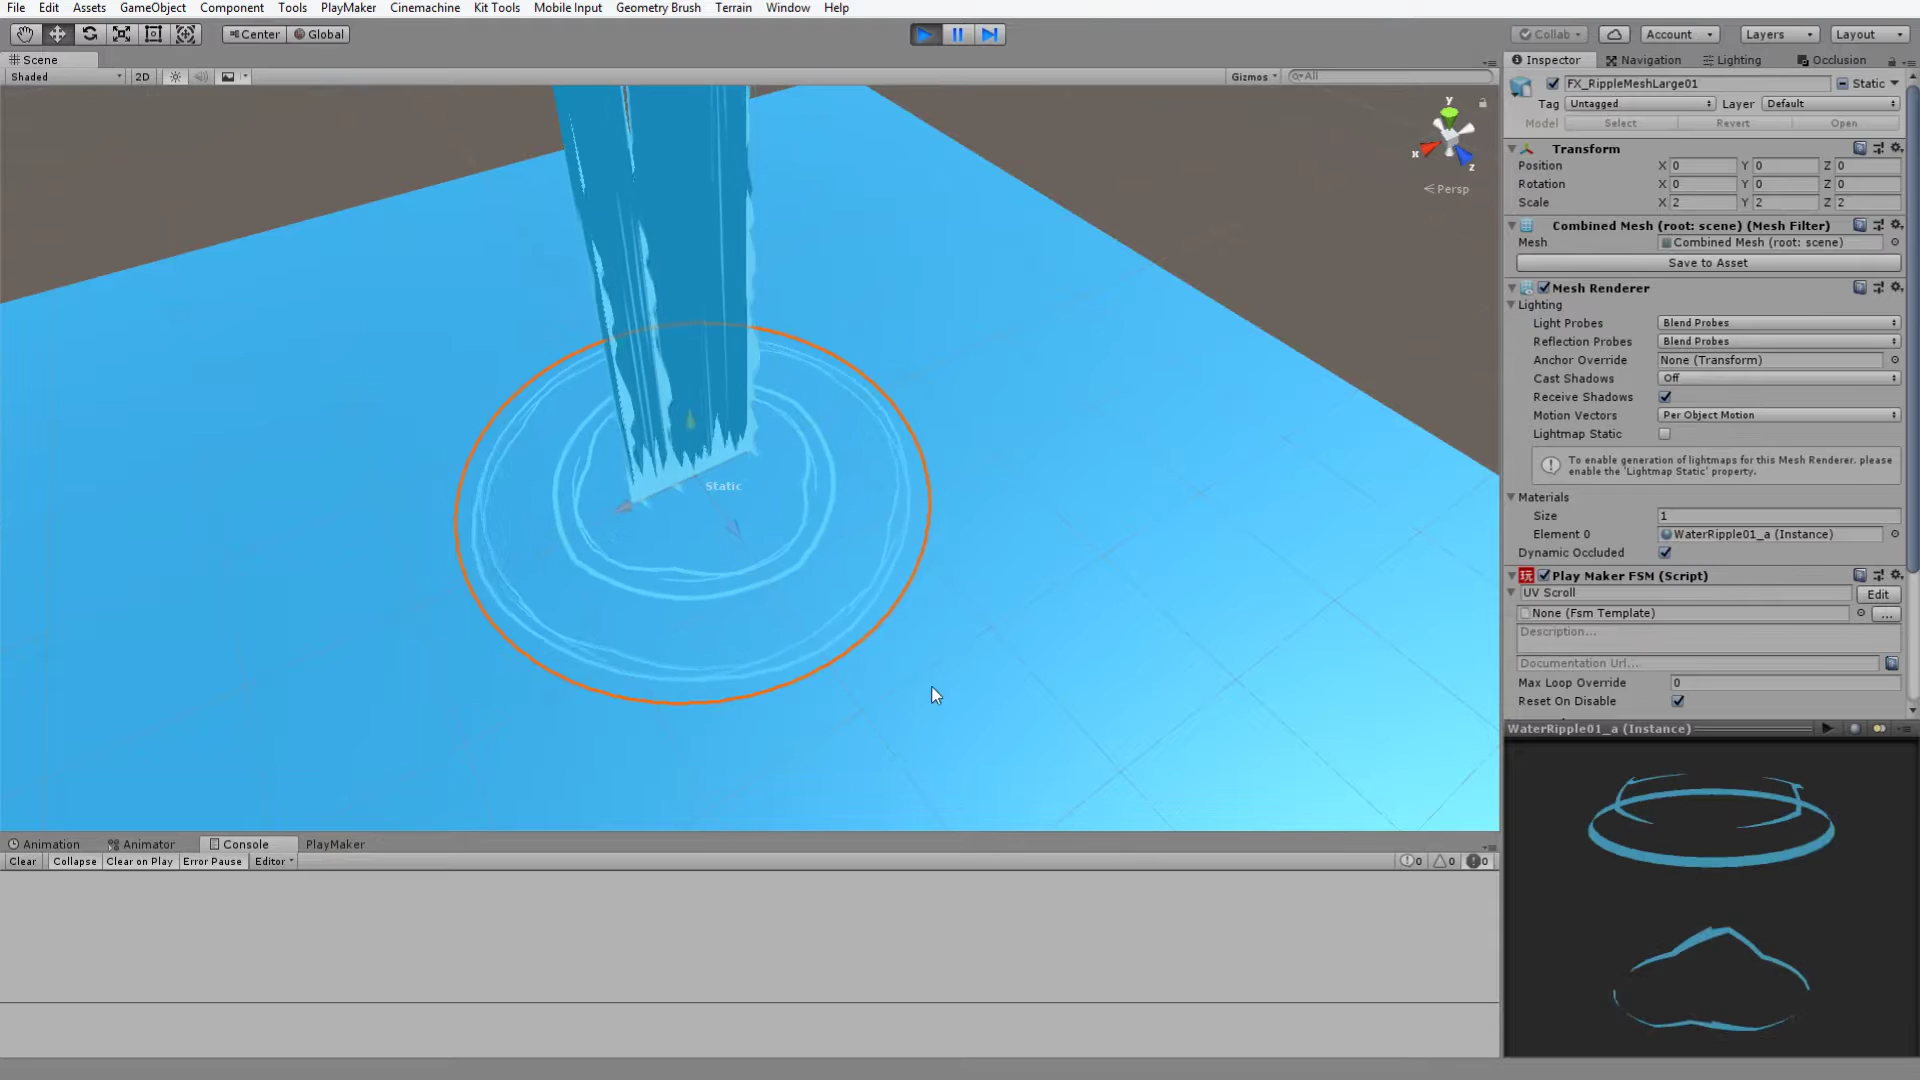 File Edit Assets GameObject Component Tools PlayMaker Cinemachine Kit Tools Mobile Input Geometry Brush Terrain Window Help
Center Global
Collab Account Layers Layout
Scene
Shaded 2D Gizmos All
Inspector Navigation Lighting Occlusion
FX_RippleMeshLarge01 Static
Tag Untagged Layer Default
Model Select Revert Open
Transform
Position X 0 Y 0 Z 0
Rotation X 0 Y 0 Z 0
Scale X 2 Y 2 Z 2
Combined Mesh (root: scene) (Mesh Filter)
Mesh Combined Mesh (root: scene)
Save to Asset
Mesh Renderer
Lighting
Light Probes Blend Probes
Reflection Probes Blend Probes
Anchor Override None (Transform)
Cast Shadows Off
Receive Shadows
Motion Vectors Per Object Motion
Lightmap Static
To enable generation of lightmaps for this Mesh Renderer, please
enable the 'Lightmap Static' property.
Materials
Size 1
Element 0 WaterRipple01_a (Instance)
Dynamic Occluded
玩 Play Maker FSM (Script)
UV Scroll Edit
None (Fsm Template) ...
Description...
Documentation Url...
Max Loop Override 0
Reset On Disable
WaterRipple01_a (Instance)
y
x
z
Persp
Static
Animation Animator Console PlayMaker
Clear Collapse Clear on Play Error Pause Editor 0 0 0